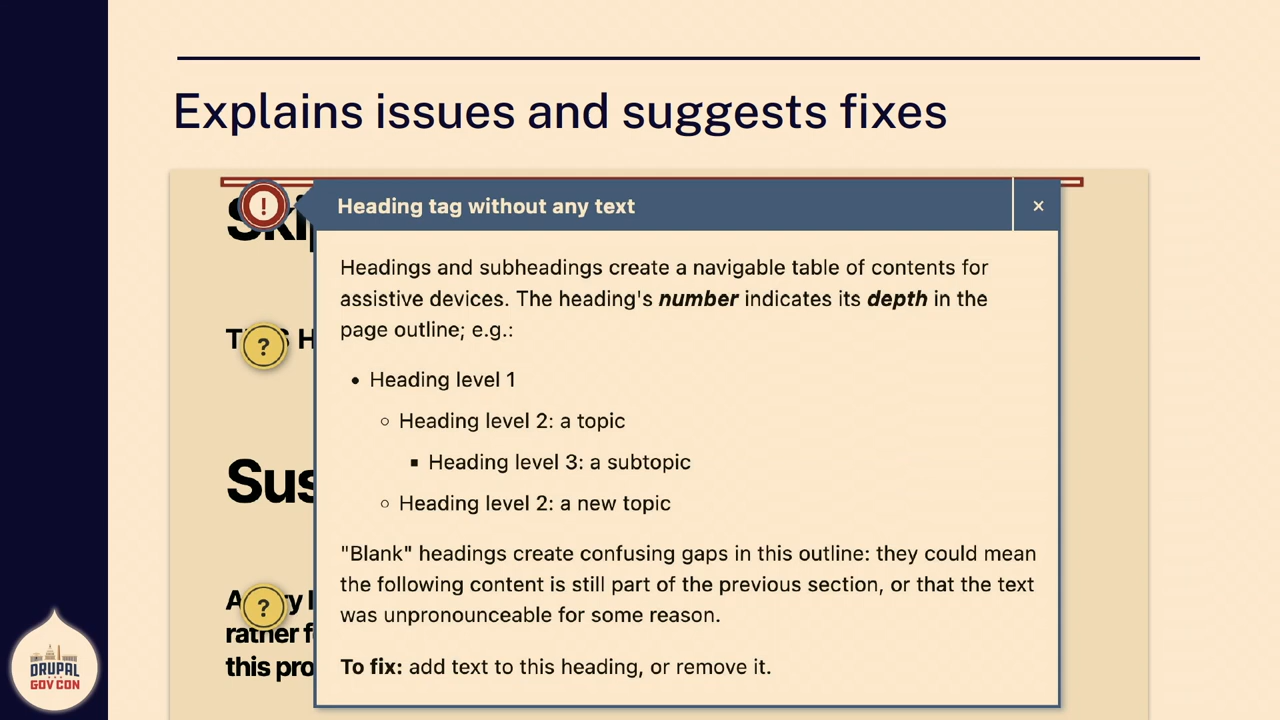 Explains issues and suggests fixes
!
Heading tag without any text
×
Headings and subheadings create a navigable table of contents for
assistive devices. The heading's number indicates its depth in the
page outline; e.g.:
• Heading level 1
○ Heading level 2: a topic
▪ Heading level 3: a subtopic
○ Heading level 2: a new topic
"Blank" headings create confusing gaps in this outline: they could mean
the following content is still part of the previous section, or that the text
was unpronounceable for some reason.
To fix: add text to this heading, or remove it.
?
Sus
?
rather f
this pro
DRUPAL
GOVCON